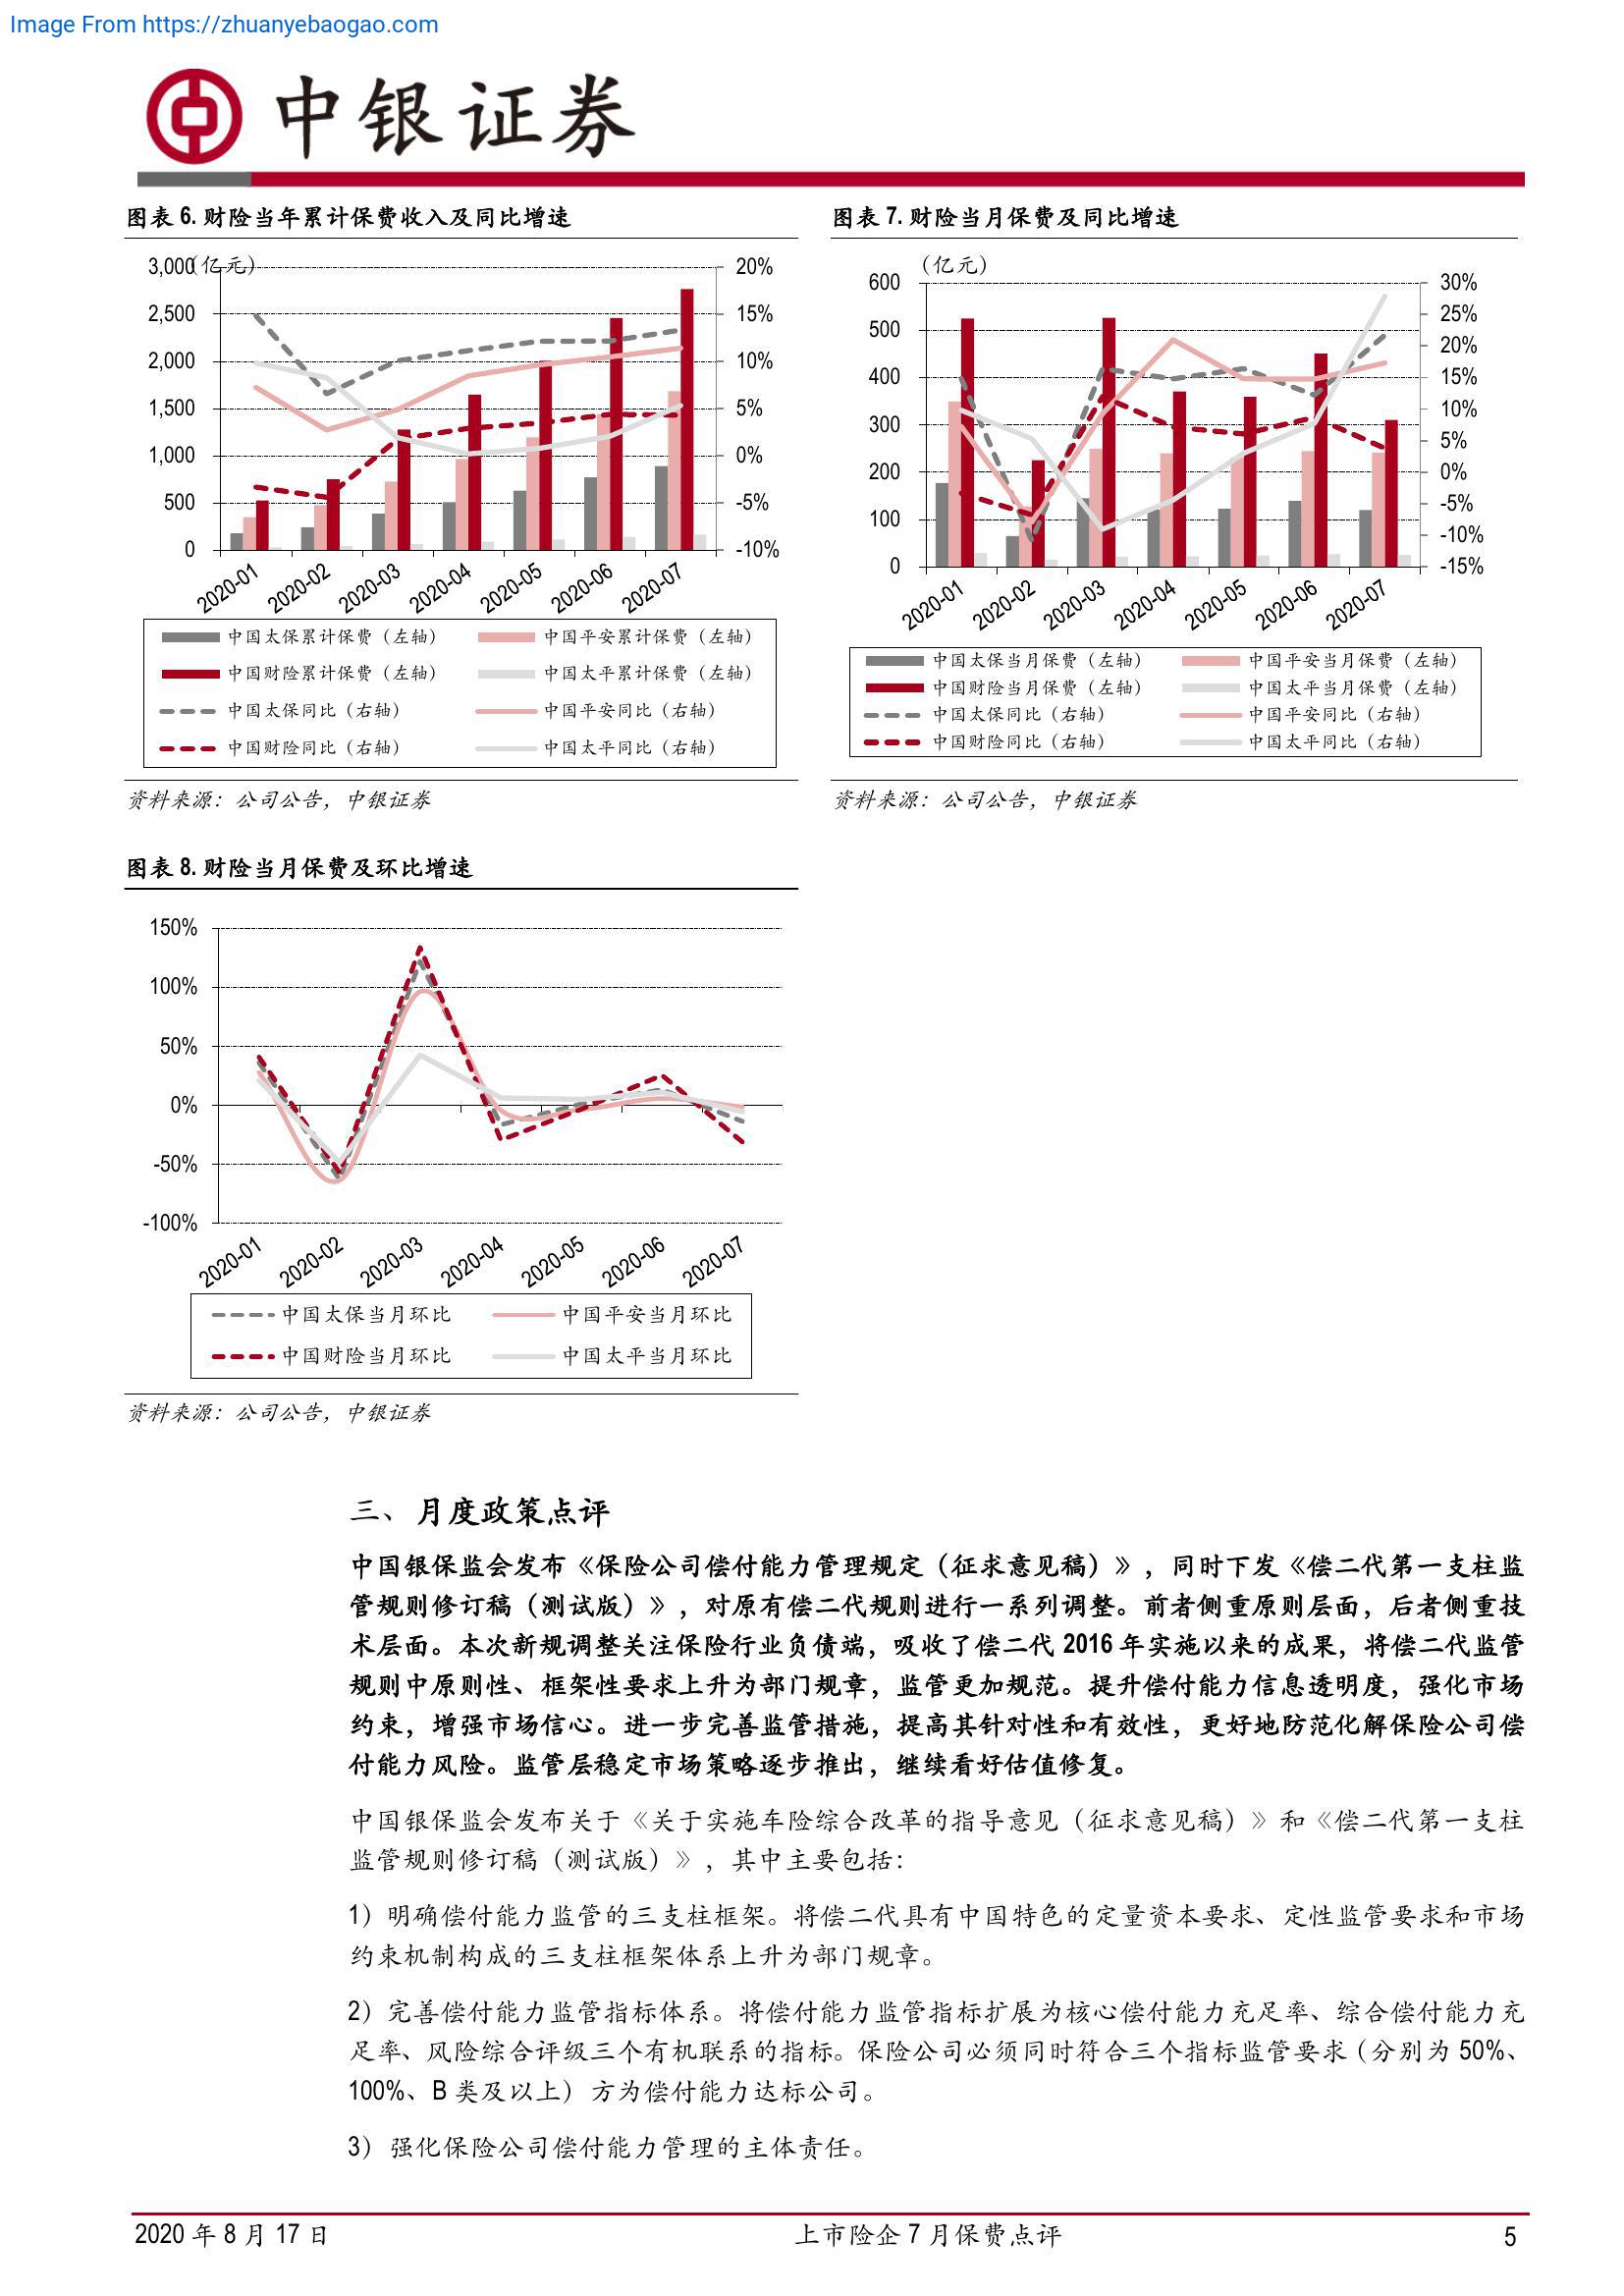 Image From https://zhuanyebaogao.com
中银证券
图表 6. 财险当年累计保费收入及同比增速
(亿元)
3,000
2,500
2,000
1,500
1,000
500
0
20%
15%
10%
5%
0%
-5%
-10%
2020-01
2020-02
2020-03
2020-04
2020-05
2020-06
2020-07
中国太保累计保费（左轴）
中国平安累计保费（左轴）
中国财险累计保费（左轴）
中国太平累计保费（左轴）
中国太保同比（右轴）
中国平安同比（右轴）
中国财险同比（右轴）
中国太平同比（右轴）
资料来源：公司公告，中银证券
图表 7. 财险当月保费及同比增速
（亿元）
600
500
400
300
200
100
0
30%
25%
20%
15%
10%
5%
0%
-5%
-10%
-15%
2020-01
2020-02
2020-03
2020-04
2020-05
2020-06
2020-07
中国太保当月保费（左轴）
中国平安当月保费（左轴）
中国财险当月保费（左轴）
中国太平当月保费（左轴）
中国太保同比（右轴）
中国平安同比（右轴）
中国财险同比（右轴）
中国太平同比（右轴）
资料来源：公司公告，中银证券
图表 8. 财险当月保费及环比增速
150%
100%
50%
0%
-50%
-100%
2020-01
2020-02
2020-03
2020-04
2020-05
2020-06
2020-07
中国太保当月环比
中国平安当月环比
中国财险当月环比
中国太平当月环比
资料来源：公司公告，中银证券
三、月度政策点评
中国银保监会发布《保险公司偿付能力管理规定（征求意见稿）》，同时下发《偿二代第一支柱监
管规则修订稿（测试版）》，对原有偿二代规则进行一系列调整。前者侧重原则层面，后者侧重技
术层面。本次新规调整关注保险行业负债端，吸收了偿二代 2016 年实施以来的成果，将偿二代监管
规则中原则性、框架性要求上升为部门规章，监管更加规范。提升偿付能力信息透明度，强化市场
约束，增强市场信心。进一步完善监管措施，提高其针对性和有效性，更好地防范化解保险公司偿
付能力风险。监管层稳定市场策略逐步推出，继续看好估值修复。
中国银保监会发布关于《关于实施车险综合改革的指导意见（征求意见稿）》和《偿二代第一支柱
监管规则修订稿（测试版）》，其中主要包括：
1）明确偿付能力监管的三支柱框架。将偿二代具有中国特色的定量资本要求、定性监管要求和市场
约束机制构成的三支柱框架体系上升为部门规章。
2）完善偿付能力监管指标体系。将偿付能力监管指标扩展为核心偿付能力充足率、综合偿付能力充
足率、风险综合评级三个有机联系的指标。保险公司必须同时符合三个指标监管要求（分别为 50%、
100%、B 类及以上）方为偿付能力达标公司。
3）强化保险公司偿付能力管理的主体责任。
2020 年 8 月 17 日
上市险企 7 月保费点评
5